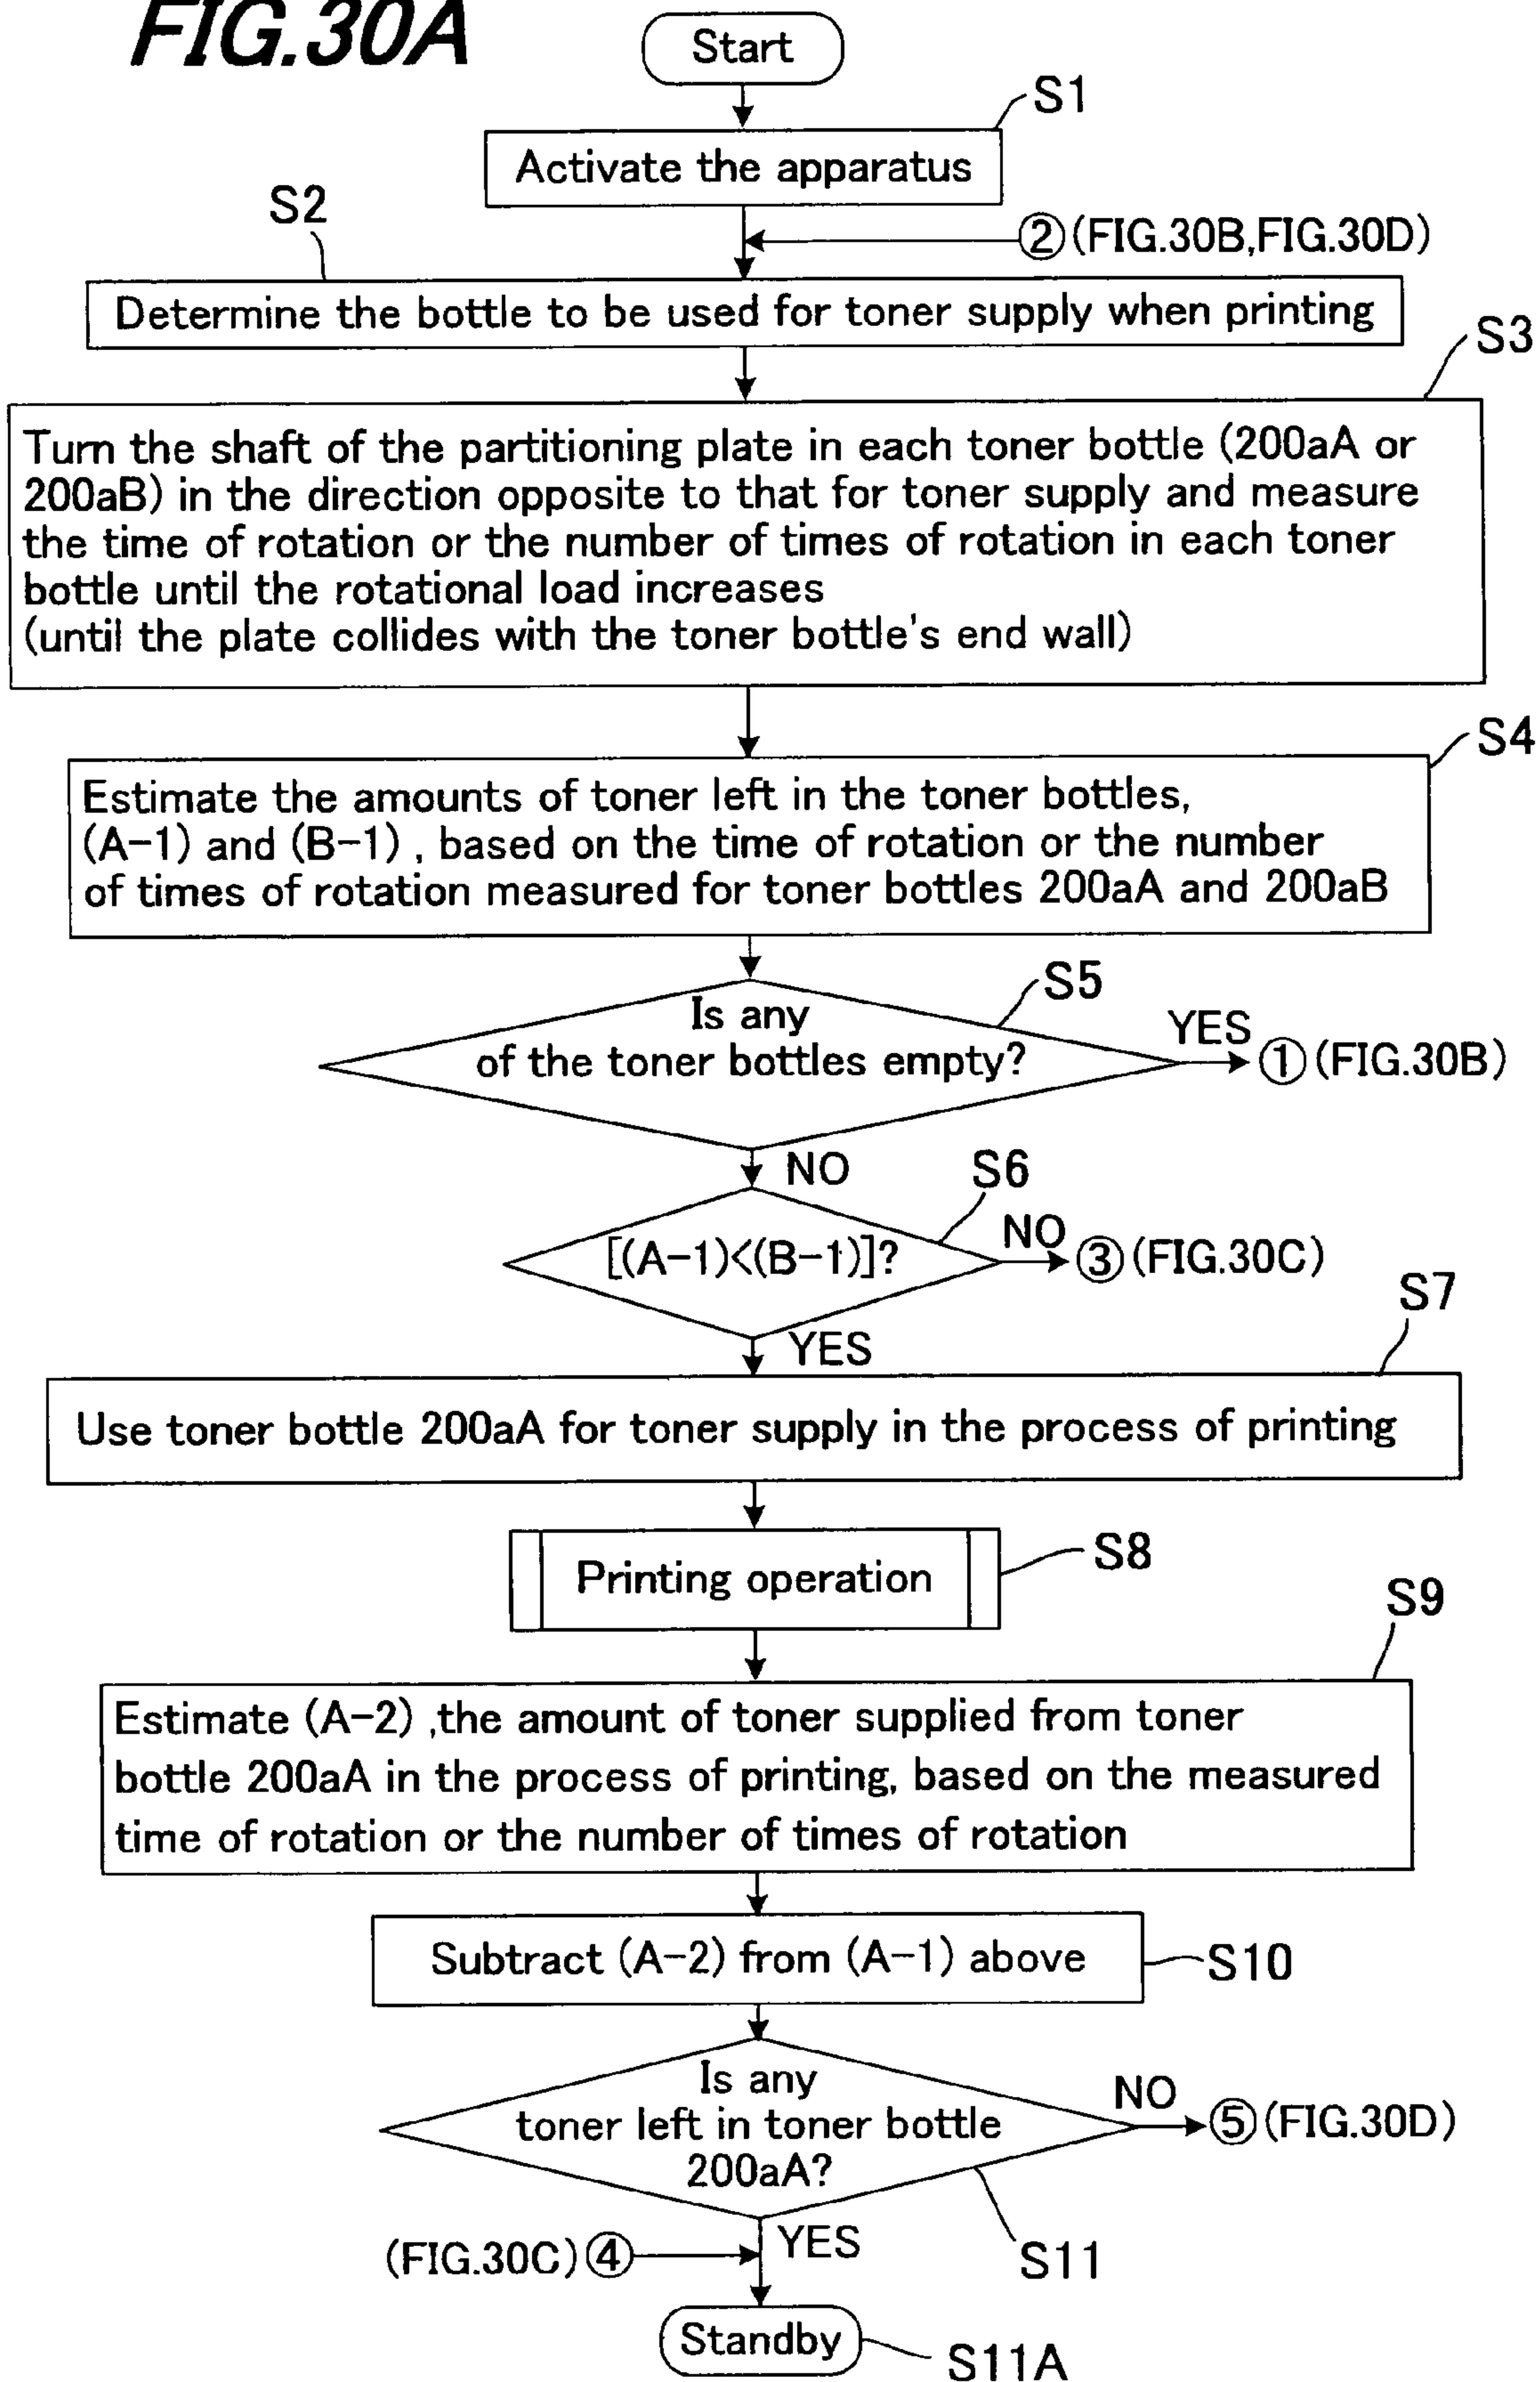 FIG.30A
Start
S1
Activate the apparatus
S2
② (FIG.30B,FIG.30D)
Determine the bottle to be used for toner supply when printing
S3
Turn the shaft of the partitioning plate in each toner bottle (200aA or
200aB) in the direction opposite to that for toner supply and measure
the time of rotation or the number of times of rotation in each toner
bottle until the rotational load increases
(until the plate collides with the toner bottle's end wall)
S4
Estimate the amounts of toner left in the toner bottles,
(A-1) and (B-1) , based on the time of rotation or the number
of times of rotation measured for toner bottles 200aA and 200aB
S5
Is any
of the toner bottles empty?
YES
① (FIG.30B)
NO
S6
[(A-1)<(B-1)]?
NO
③ (FIG.30C)
YES
S7
Use toner bottle 200aA for toner supply in the process of printing
Printing operation
S8
S9
Estimate (A-2) ,the amount of toner supplied from toner
bottle 200aA in the process of printing, based on the measured
time of rotation or the number of times of rotation
Subtract (A-2) from (A-1) above
S10
Is any
toner left in toner bottle
200aA?
NO
⑤ (FIG.30D)
S11
YES
(FIG.30C) ④
Standby
S11A